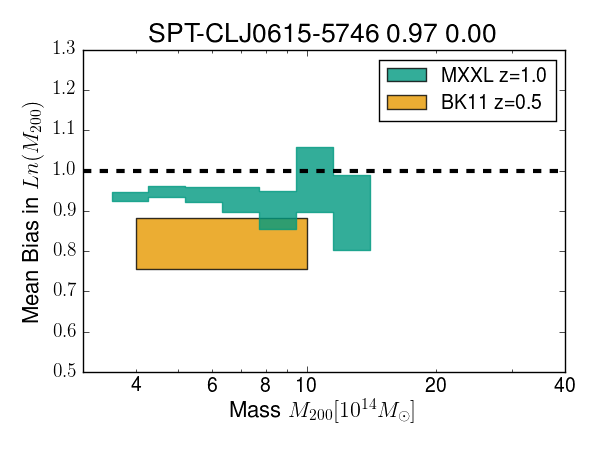 SPT-CLJ0615-5746 0.97 0.00
MXXL z=1.0
BK11 z=0.5
Mean Bias in Ln(M₂₀₀)
1.3
1.2
1.1
1.0
0.9
0.8
0.7
0.6
0.5
4 6 8 10 20 40
Mass M₂₀₀[10¹⁴M☉]